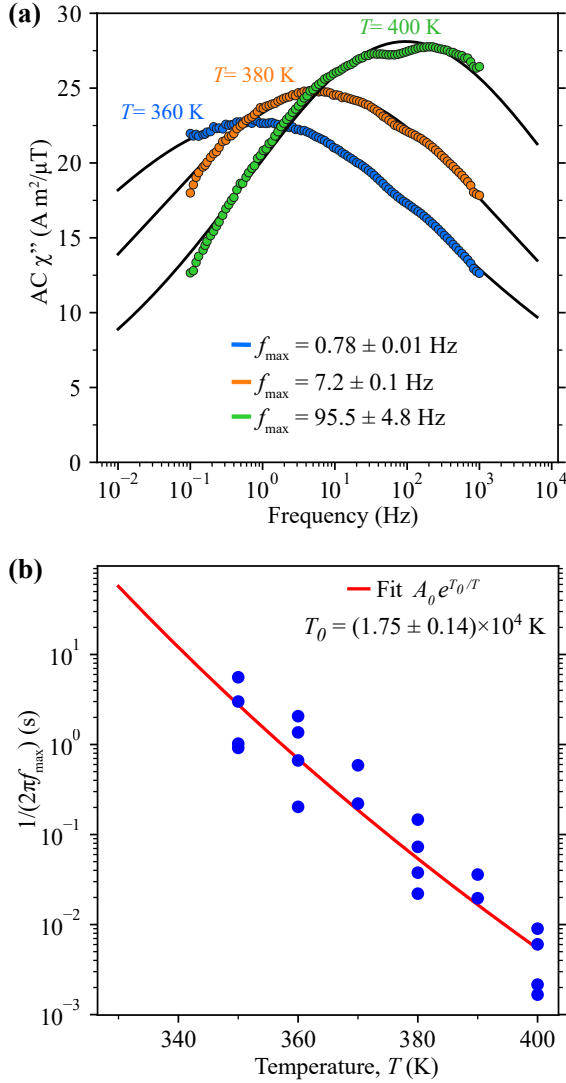 (a)
T= 400 K
T= 380 K
T= 360 K
AC χ” (A m²/μT)
30
25
20
15
10
5
0
f_max = 0.78 ± 0.01 Hz
f_max = 7.2 ± 0.1 Hz
f_max = 95.5 ± 4.8 Hz
10⁻² 10⁻¹ 10⁰ 10¹ 10² 10³ 10⁴
Frequency (Hz)
(b)
Fit A₀ e^{T₀/T}
T₀ = (1.75 ± 0.14)×10⁴ K
1/(2πf_max) (s)
10¹
10⁰
10⁻¹
10⁻²
10⁻³
340 360 380 400
Temperature, T (K)